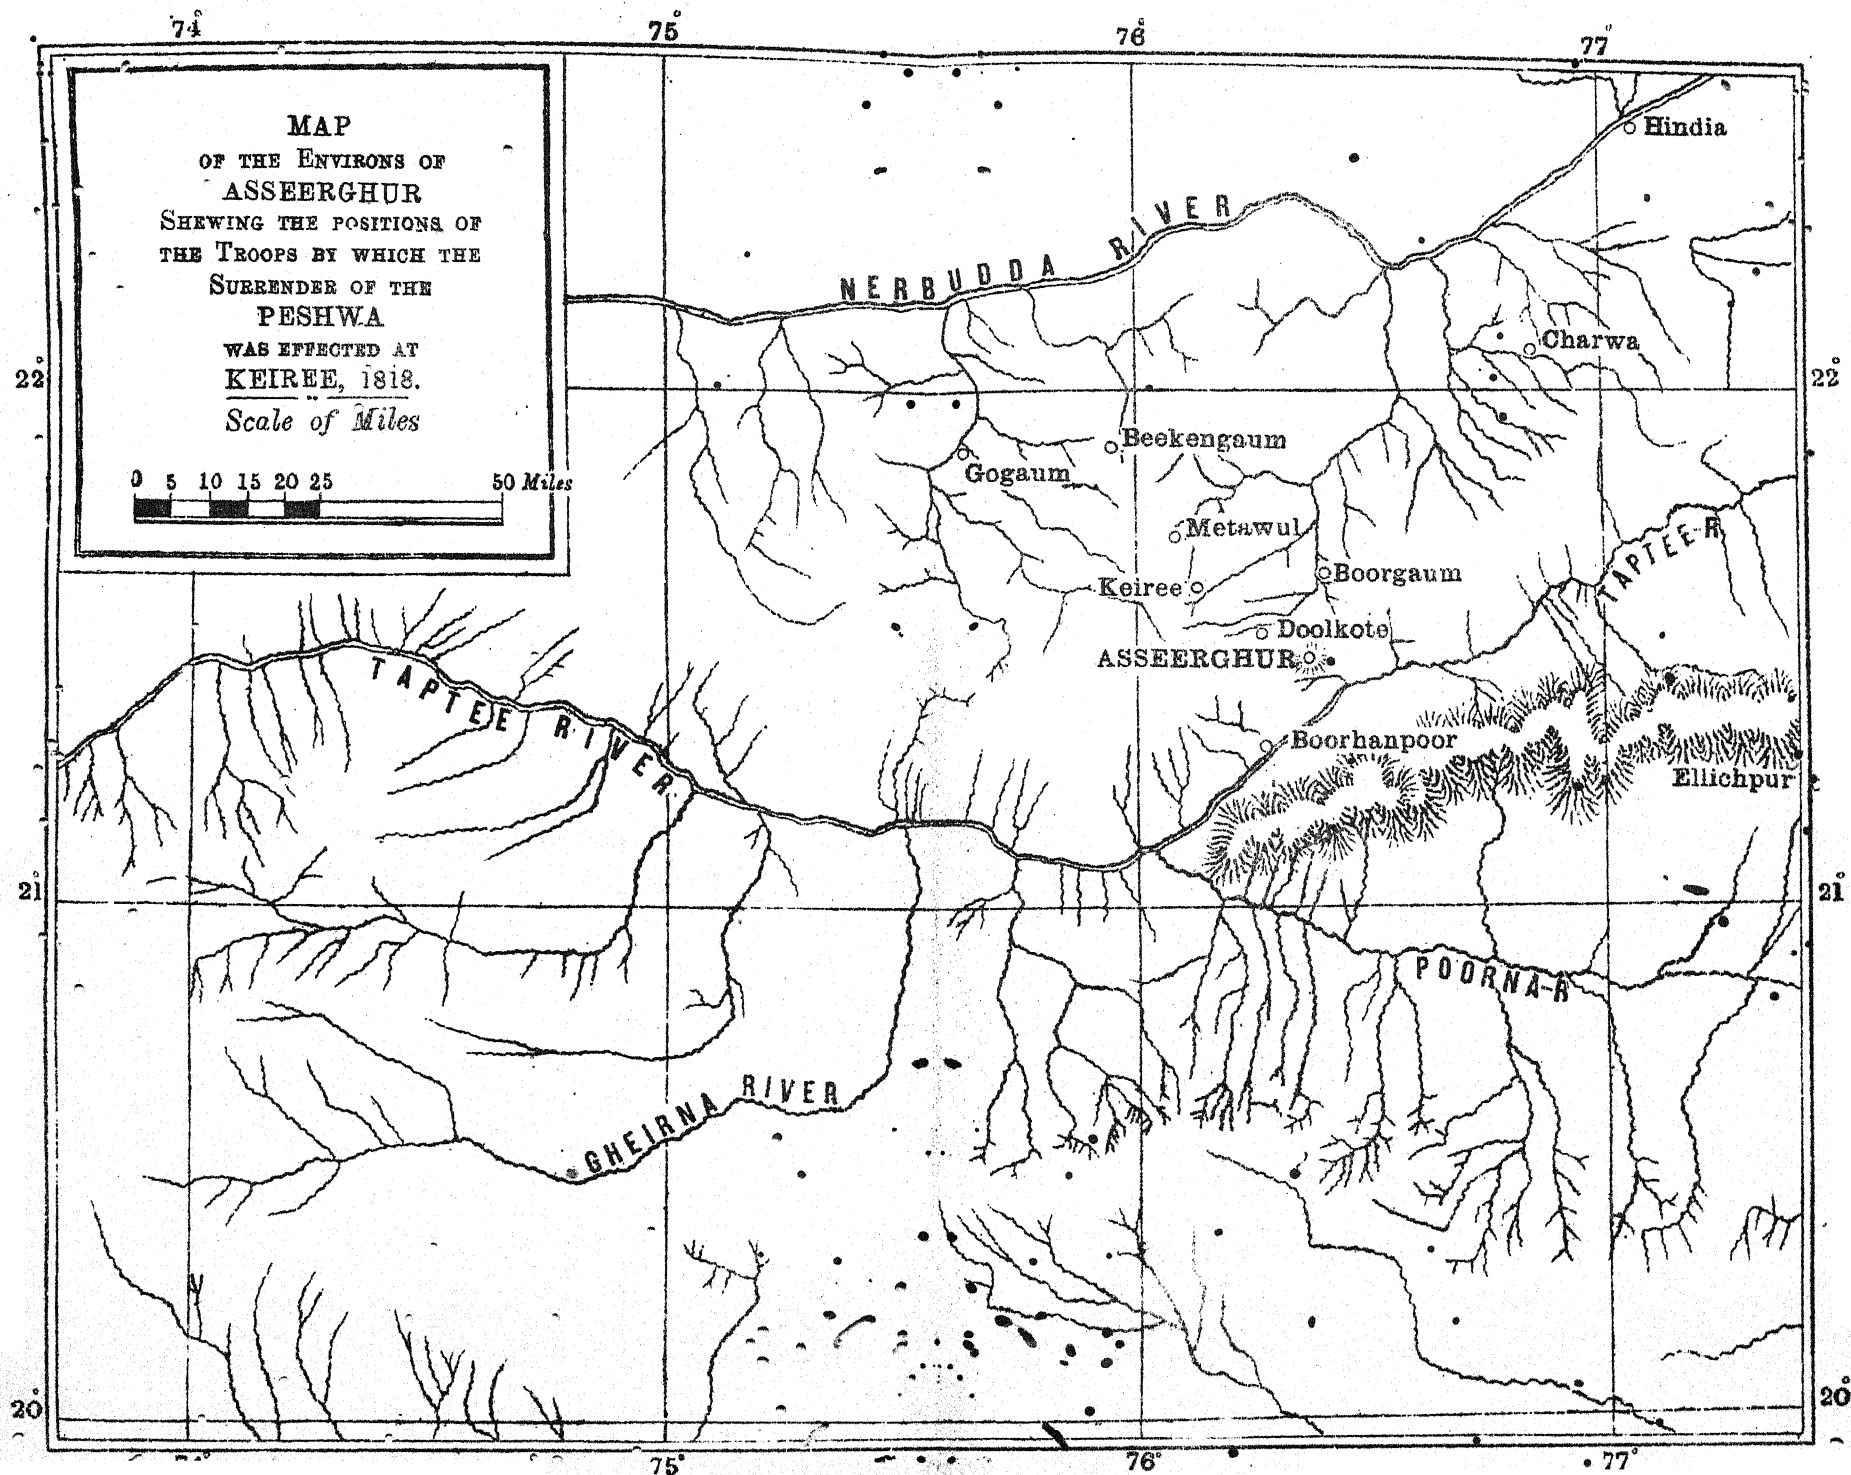 74°
75°
76°
77°
MAP
OF THE ENVIRONS OF
ASSEERGHUR
SHEWING THE POSITIONS OF
THE TROOPS BY WHICH THE
SURRENDER OF THE
PESHWA
WAS EFFECTED AT
KEIREE, 1818.
Scale of Miles
0 5 10 15 20 25 50 Miles
Hindia
NERBUDDA RIVER
Charwa
22°
22°
Beekengaum
Gogaum
Metawul
TAPTEE R
Keiree
Boorgaum
Doolkote
ASSEERGHUR
TAPTEE RIVER
Boorhanpoor
Ellichpur
21°
21°
POORNA-R
GHEIRNA RIVER
20°
20°
74°
75°
76°
77°